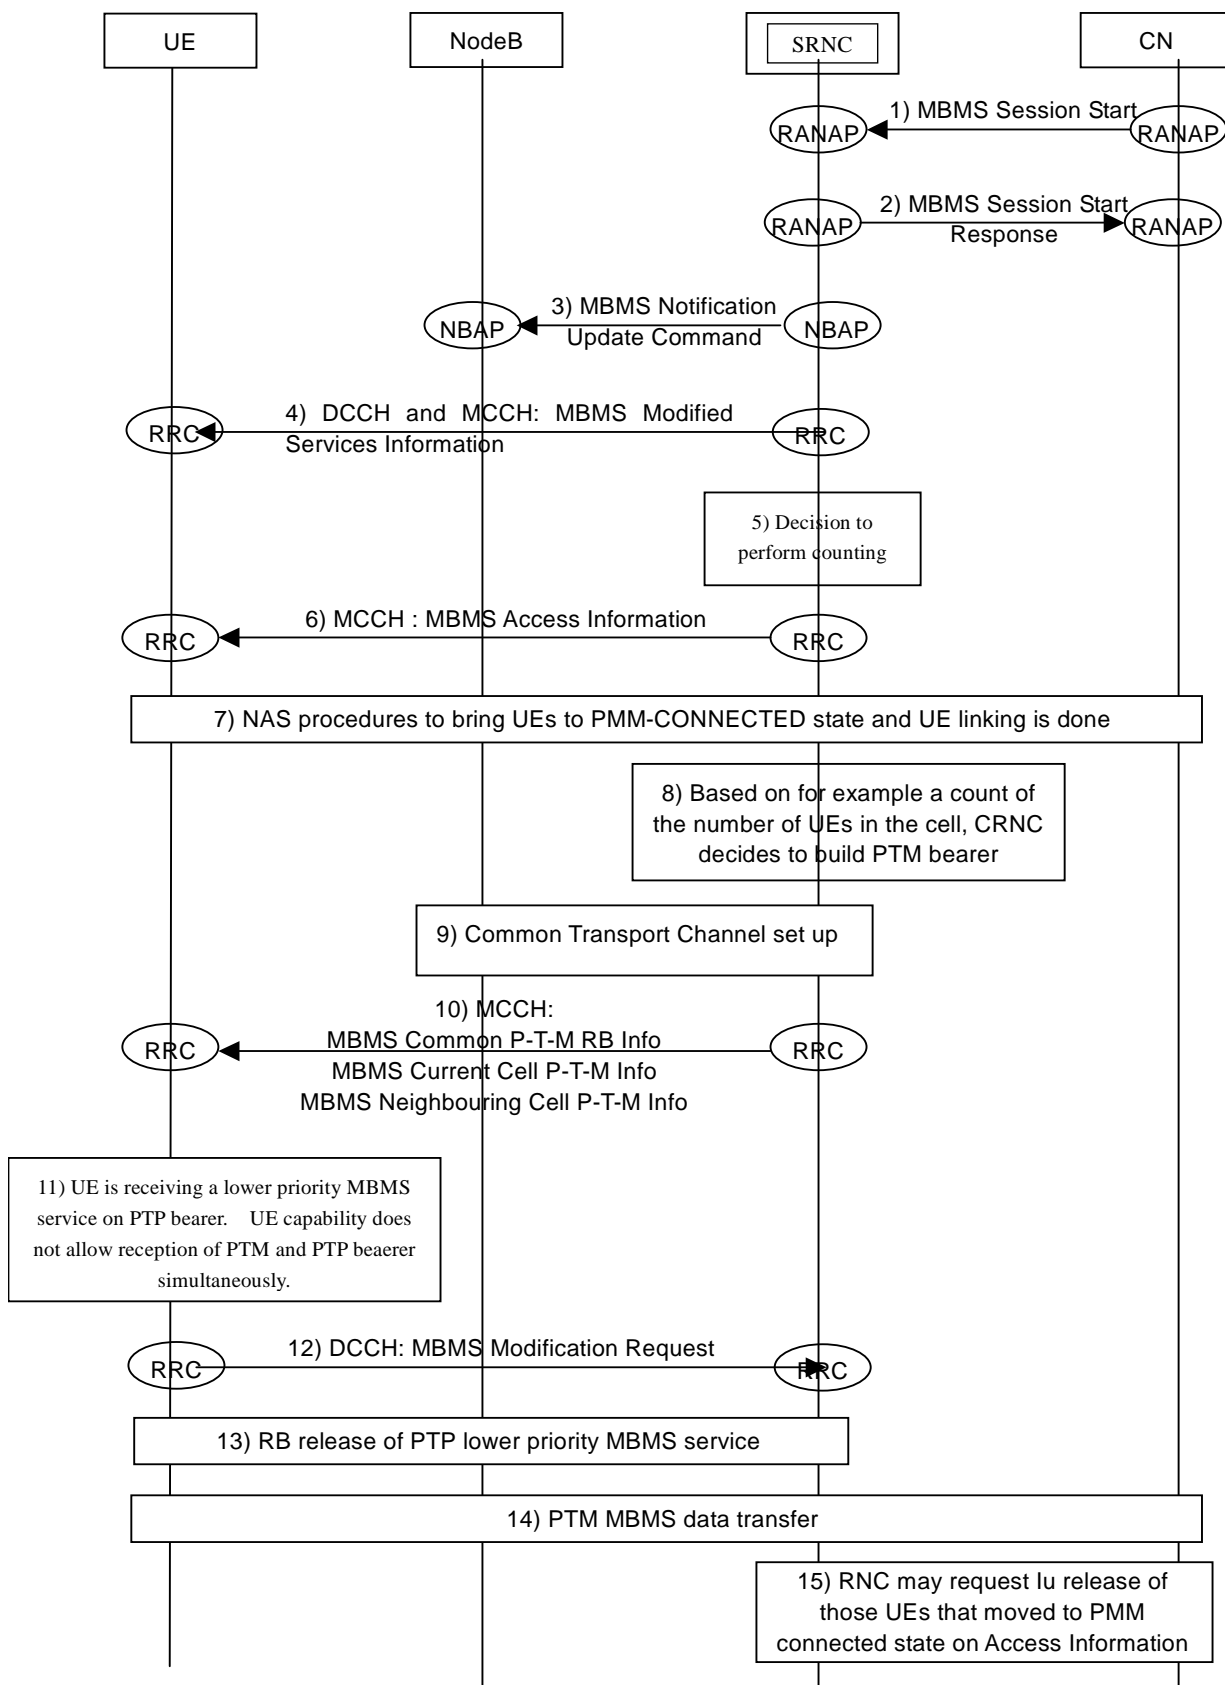 UE
NodeB
SRNC
CN
1) MBMS Session Start
RANAP
RANAP
2) MBMS Session Start
Response
RANAP
RANAP
3) MBMS Notification
Update Command
NBAP
NBAP
4) DCCH and MCCH: MBMS Modified
Services Information
RRC
RRC
5) Decision to
perform counting
6) MCCH : MBMS Access Information
RRC
RRC
7) NAS procedures to bring UEs to PMM-CONNECTED state and UE linking is done
8) Based on for example a count of
the number of UEs in the cell, CRNC
decides to build PTM bearer
9) Common Transport Channel set up
10) MCCH:
MBMS Common P-T-M RB Info
MBMS Current Cell P-T-M Info
MBMS Neighbouring Cell P-T-M Info
RRC
RRC
11) UE is receiving a lower priority MBMS
service on PTP bearer. UE capability does
not allow reception of PTM and PTP beaerer
simultaneously.
12) DCCH: MBMS Modification Request
RRC
RRC
13) RB release of PTP lower priority MBMS service
14) PTM MBMS data transfer
15) RNC may request Iu release of
those UEs that moved to PMM
connected state on Access Information